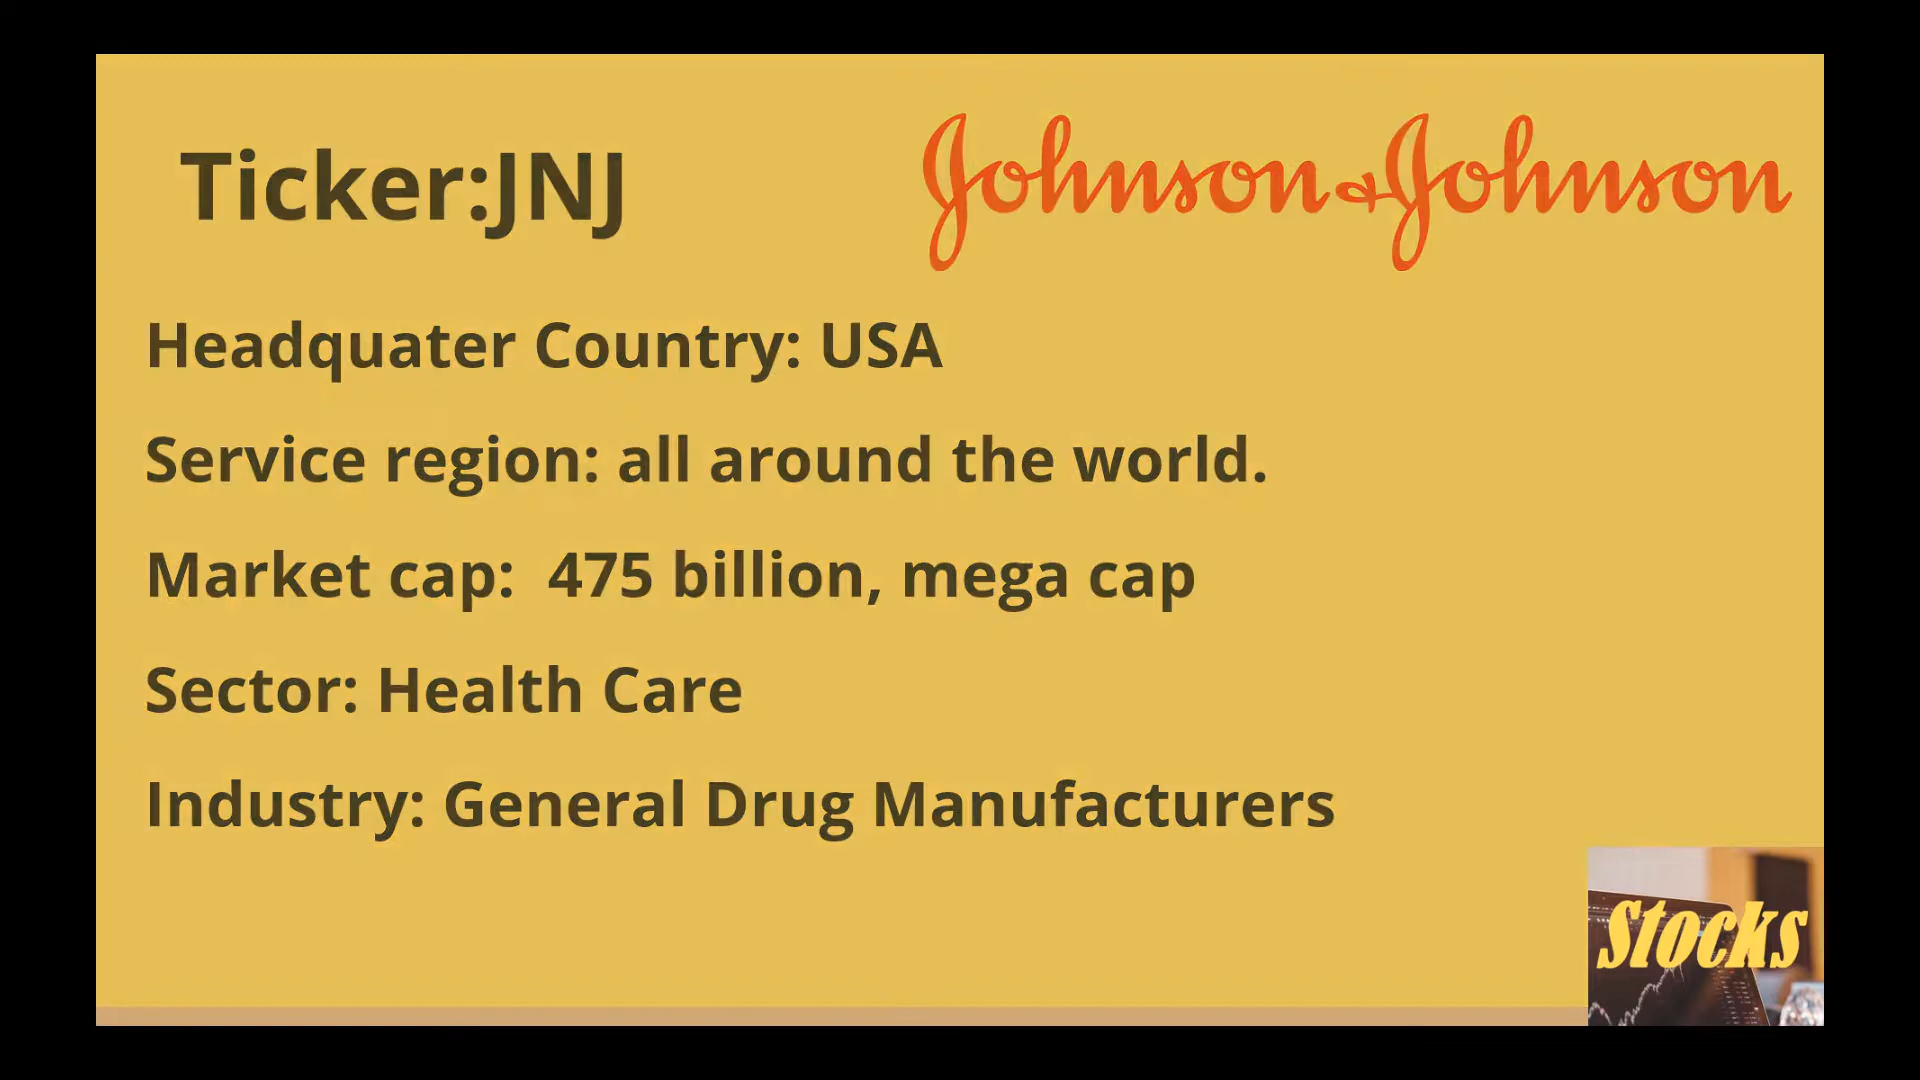 Ticker:JNJ
Johnson&Johnson
Headquater Country: USA
Service region: all around the world.
Market cap:  475 billion, mega cap
Sector: Health Care
Industry: General Drug Manufacturers
Stocks